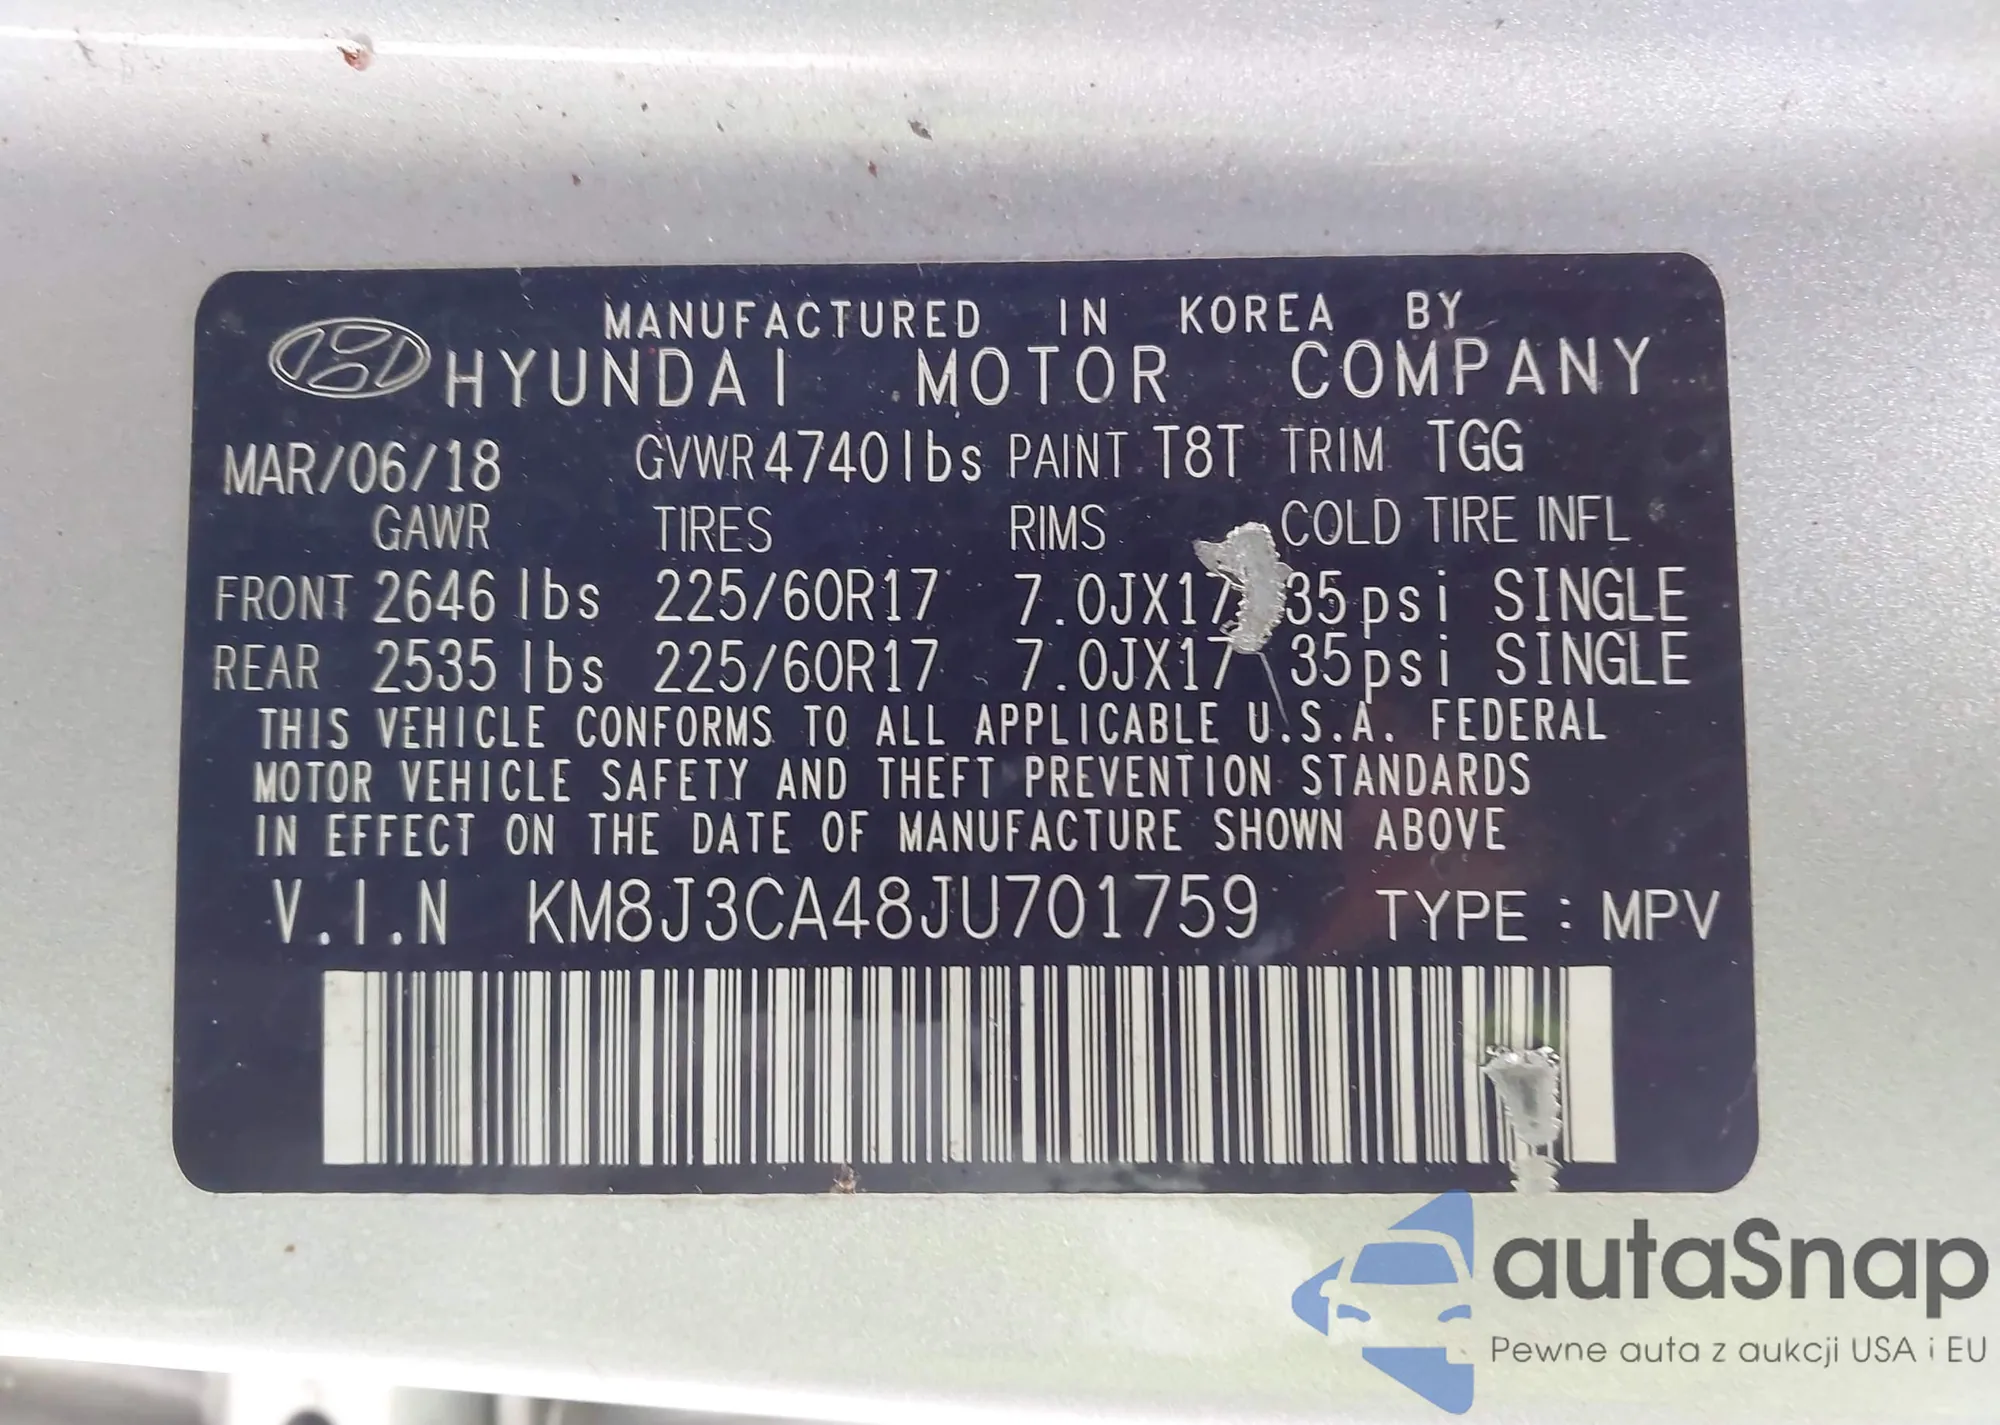 MANUFACTURED IN KOREA BY
HYUNDAI MOTOR COMPANY
MAR/06/18 GVWR 4740lbs PAINT T8T TRIM TGG
GAWR TIRES RIMS COLD TIRE INFL
FRONT 2646 lbs 225/60R17 7.0JX17 35psi SINGLE
REAR 2535 lbs 225/60R17 7.0JX17 35psi SINGLE
THIS VEHICLE CONFORMS TO ALL APPLICABLE U.S.A. FEDERAL
MOTOR VEHICLE SAFETY AND THEFT PREVENTION STANDARDS
IN EFFECT ON THE DATE OF MANUFACTURE SHOWN ABOVE
V.I.N KM8J3CA48JU701759 TYPE : MPV
autaSnap
Pewne auta z aukcji USA i EU